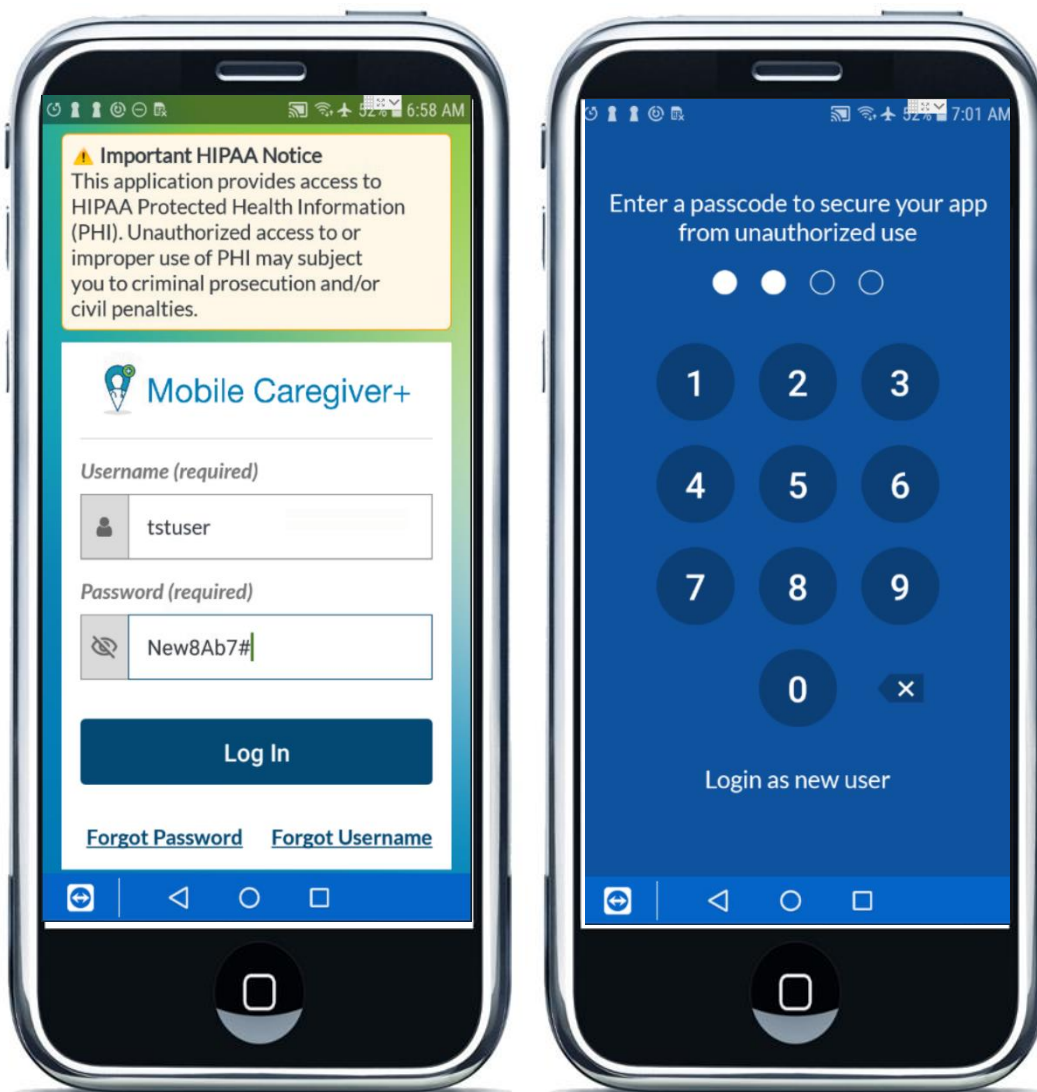 52% 6:58 AM
Important HIPAA Notice
This application provides access to
HIPAA Protected Health Information
(PHI). Unauthorized access to or
improper use of PHI may subject
you to criminal prosecution and/or
civil penalties.
Mobile Caregiver+
Username (required)
tstuser
Password (required)
New8Ab7#
Log In
Forgot Password Forgot Username
52% 7:01 AM
Enter a passcode to secure your app
from unauthorized use
1 2 3
4 5 6
7 8 9
0
Login as new user